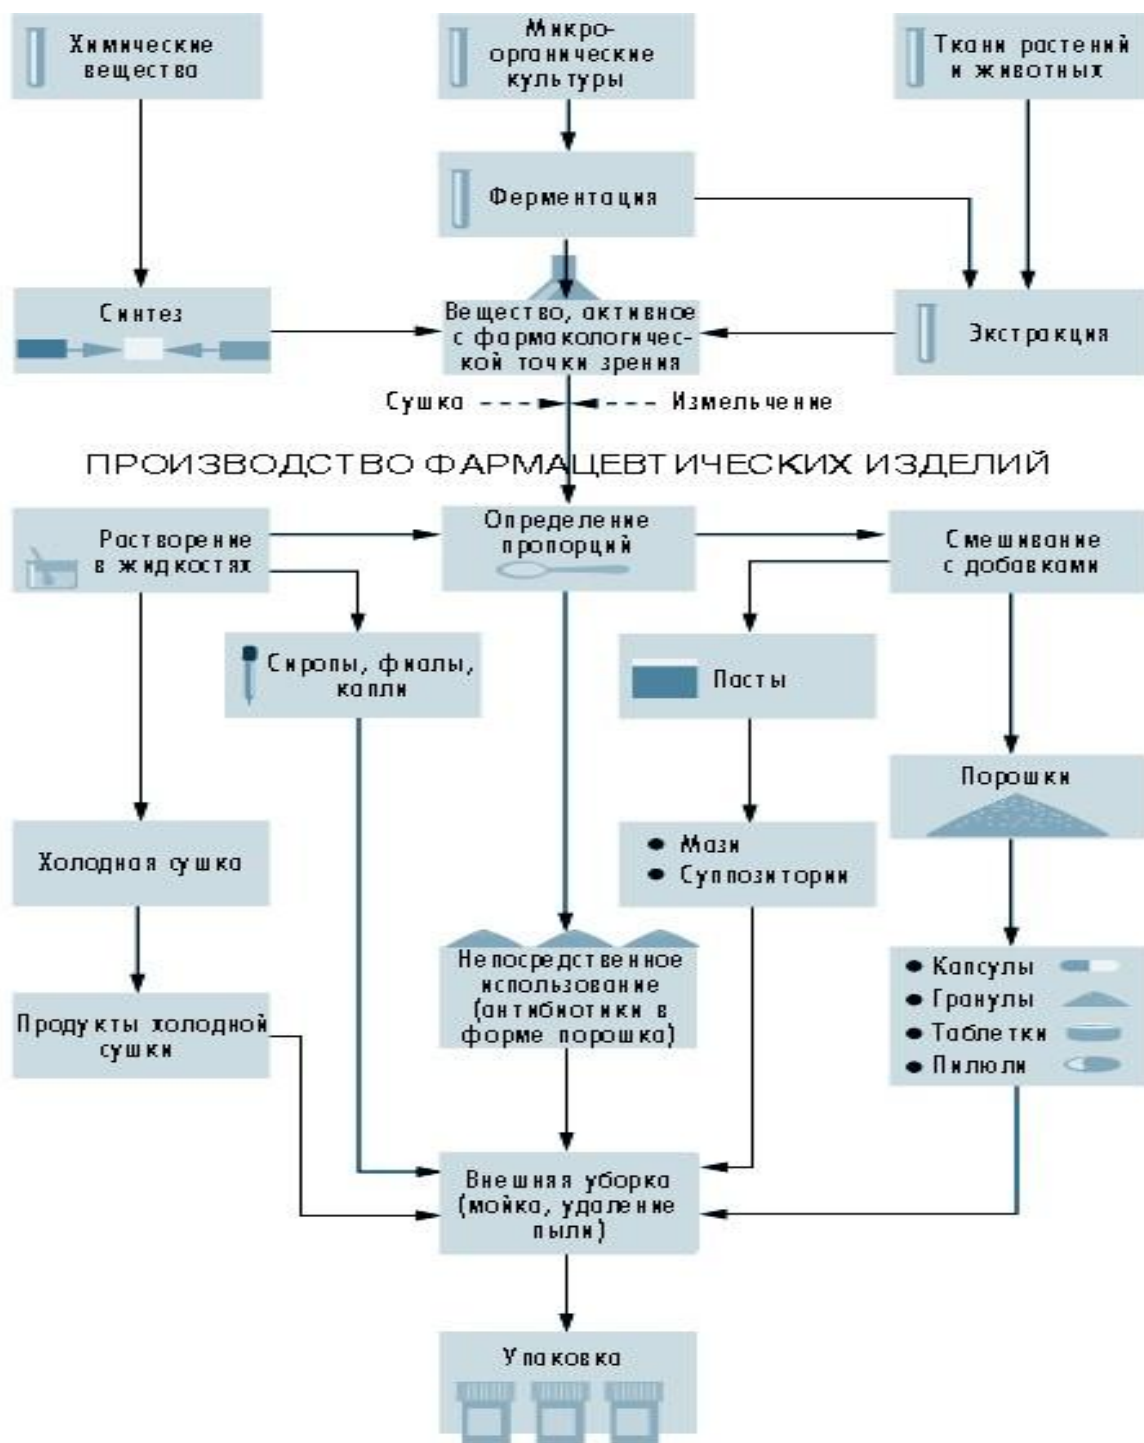 Химические
вещества
Микро-
органические
культуры
Ткани растений
и животных
Ферментация
Синтез
Вещество, активное
с фармакологичес-
кой точки зрения
Экстракция
Сушка
Измельчение
ПРОИЗВОДСТВО ФАРМАЦЕВТИЧЕСКИХ ИЗДЕЛИЙ
Растворение
в жидкостях
Определение
пропорций
Смешивание
с добавками
Сиропы, фиалы,
капли
Пасты
Порошки
Холодная сушка
● Мази
● Суппозитории
Непосредственное
использование
(антибиотики в
форме порошка)
● Капсулы
● Гранулы
● Таблетки
● Пилюли
Продукты холодной
сушки
Внешняя уборка
(мойка, удаление
пыли)
Упаковка